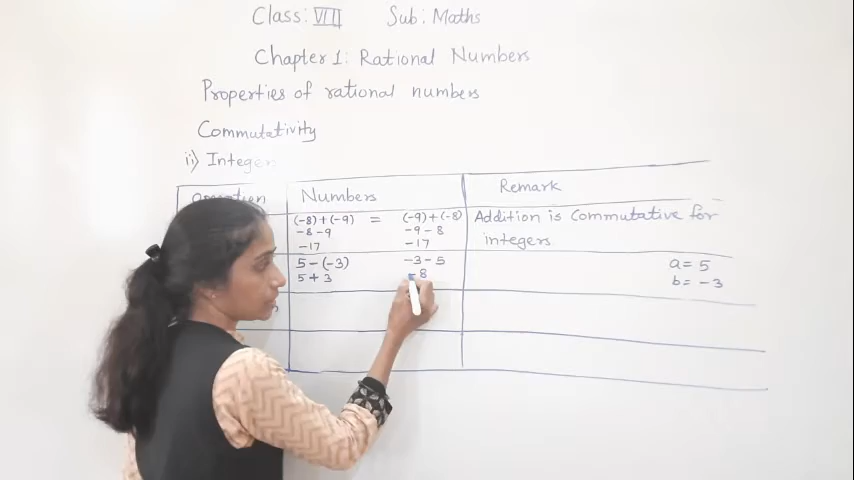 Class: VIII Sub: Maths
Chapter 1: Rational Numbers
Properties of rational numbers
Commutativity
ii) Integer
Operation Numbers Remark
(-8)+(-9) = (-9)+(-8) Addition is Commutative for
-8-9 -9-8 integers.
-17 -17
5-(-3) -3-5 a = 5
5+3 -8 b = -3